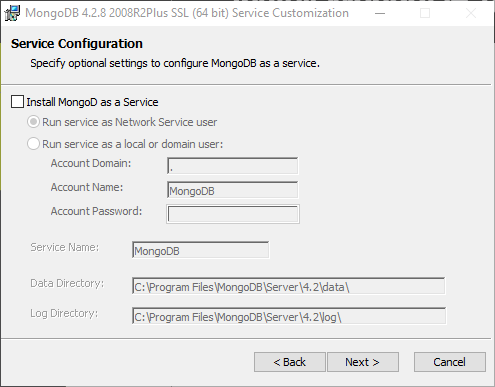 MongoDB 4.2.8 2008R2Plus SSL (64 bit) Service Customization
Service Configuration
Specify optional settings to configure MongoDB as a service.
Install MongoD as a Service
Run service as Network Service user
Run service as a local or domain user:
Account Domain: .
Account Name: MongoDB
Account Password:
Service Name: MongoDB
Data Directory: C:\Program Files\MongoDB\Server\4.2\data\
Log Directory: C:\Program Files\MongoDB\Server\4.2\log\
< Back Next > Cancel